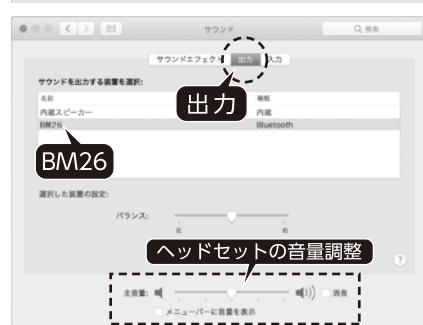 サウンド
検索
サウンドエフェクト 出力 入力
サウンドを出力する装置を選択:
出力
名前 種類
内蔵スピーカー 内蔵
BM26 Bluetooth
BM26
選択した装置の設定:
バランス:
左 右
ヘッドセットの音量調整
?
主音量: 消音
メニューバーに音量を表示